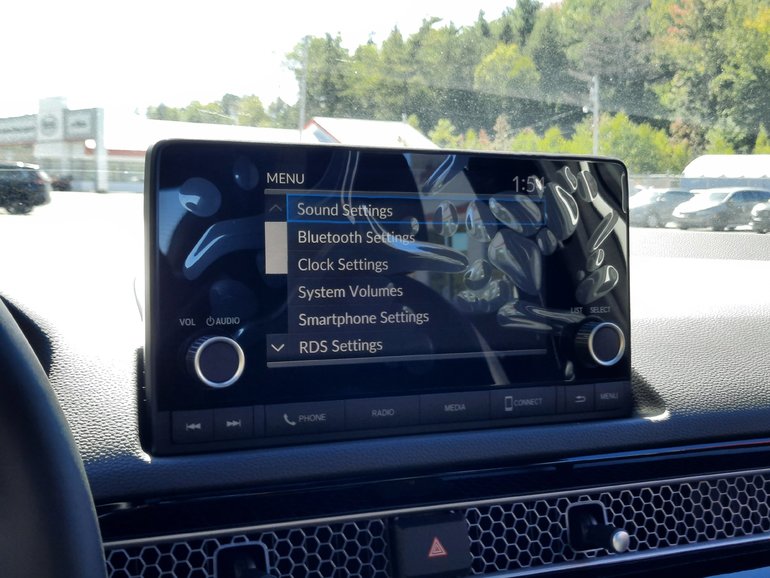 MENU
1:54
Sound Settings
Bluetooth Settings
Clock Settings
System Volumes
Smartphone Settings
RDS Settings
VOL AUDIO
LIST SELECT
PHONE
RADIO
MEDIA
CONNECT
MENU